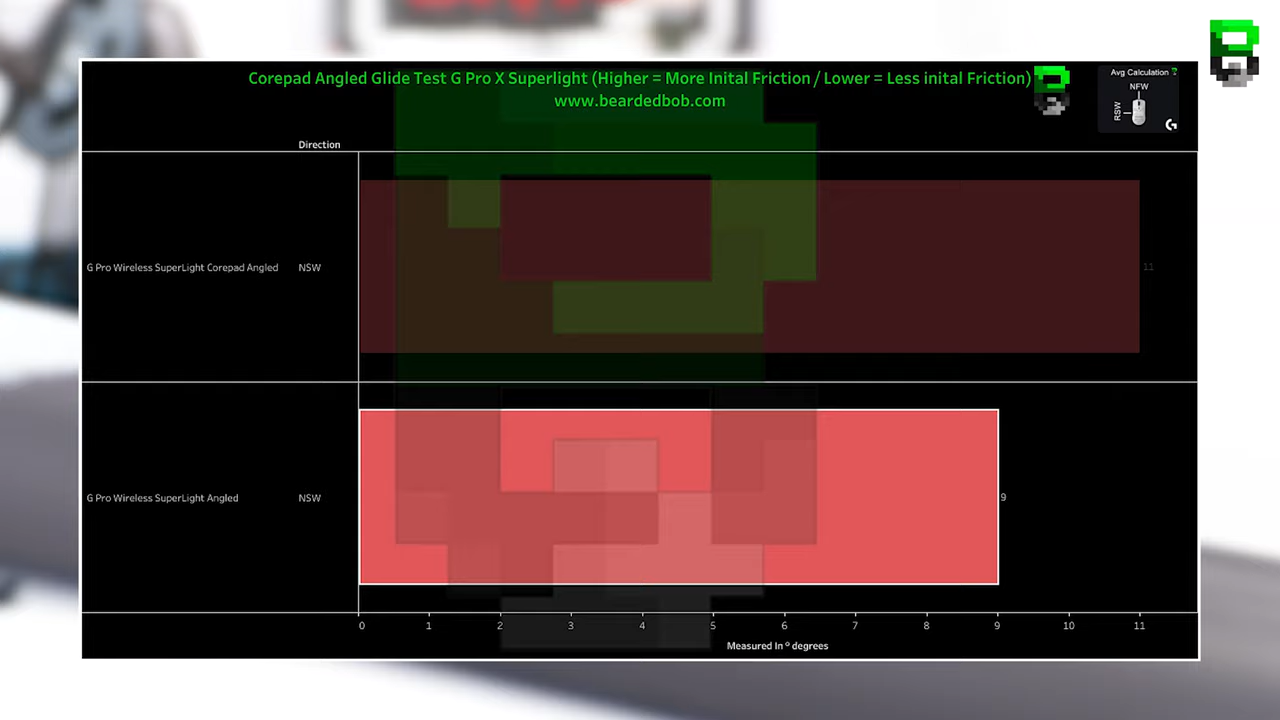 Corepad Angled Glide Test G Pro X Superlight (Higher = More Inital Friction / Lower = Less inital Friction)
www.beardedbob.com
Avg Calculation ?
NFW
RSW
Direction
G Pro Wireless SuperLight Corepad Angled NSW 11
G Pro Wireless SuperLight Angled NSW 9
0 1 2 3 4 5 6 7 8 9 10 11
Measured In º degrees